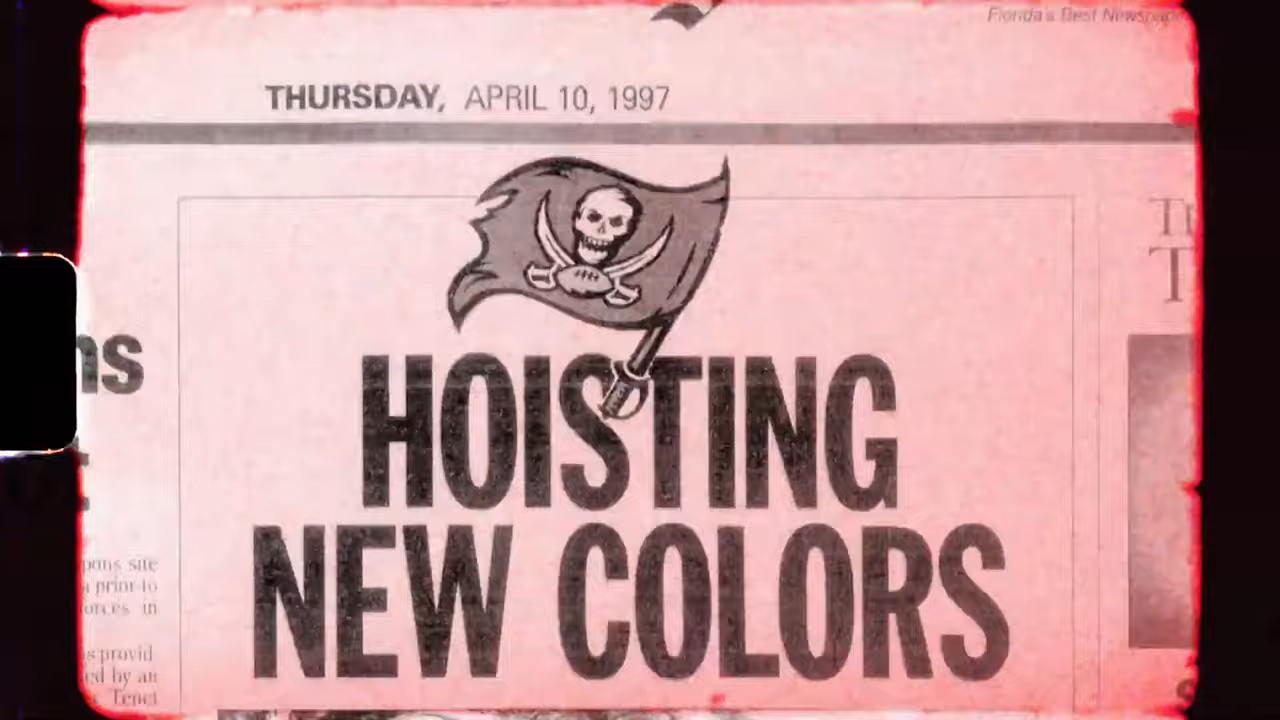 Florida's Best Newspaper
THURSDAY, APRIL 10, 1997
HOISTING
NEW COLORS
ns
pons site
a prior to
orces in
s provid
ed by an
Tenet
T